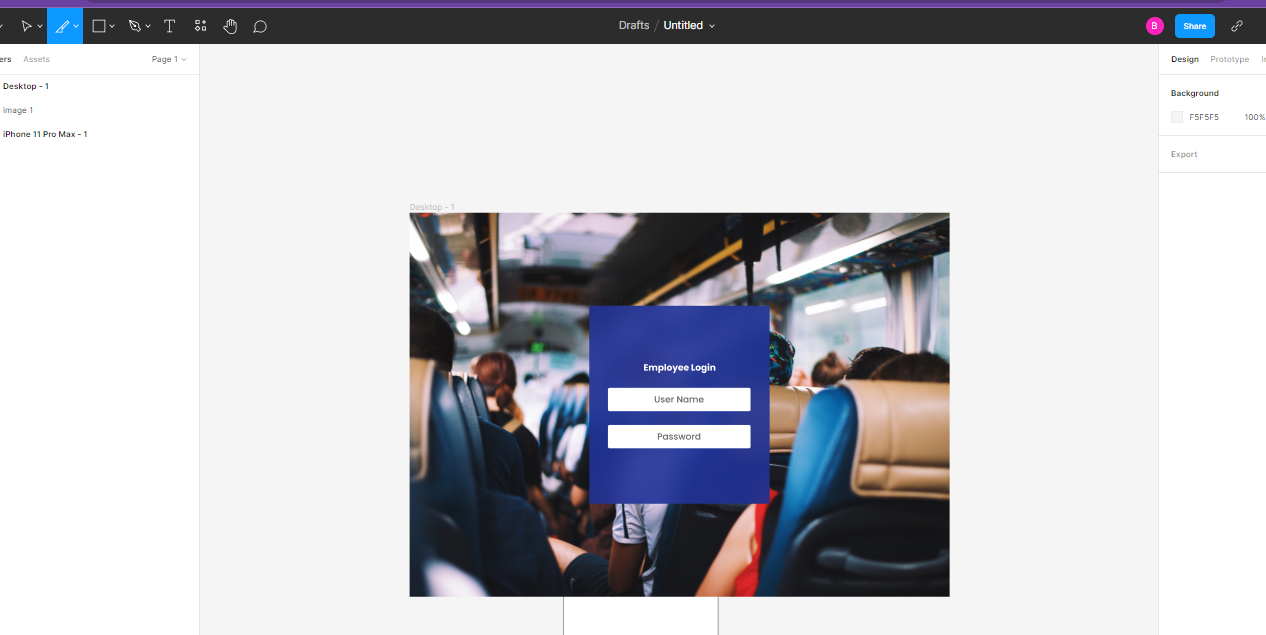 Drafts / Untitled
B
Share
ers Assets Page 1
Design Prototype
Desktop - 1
Background
image 1
F5F5F5 100%
iPhone 11 Pro Max - 1
Export
Desktop - 1
Employee Login
User Name
Password